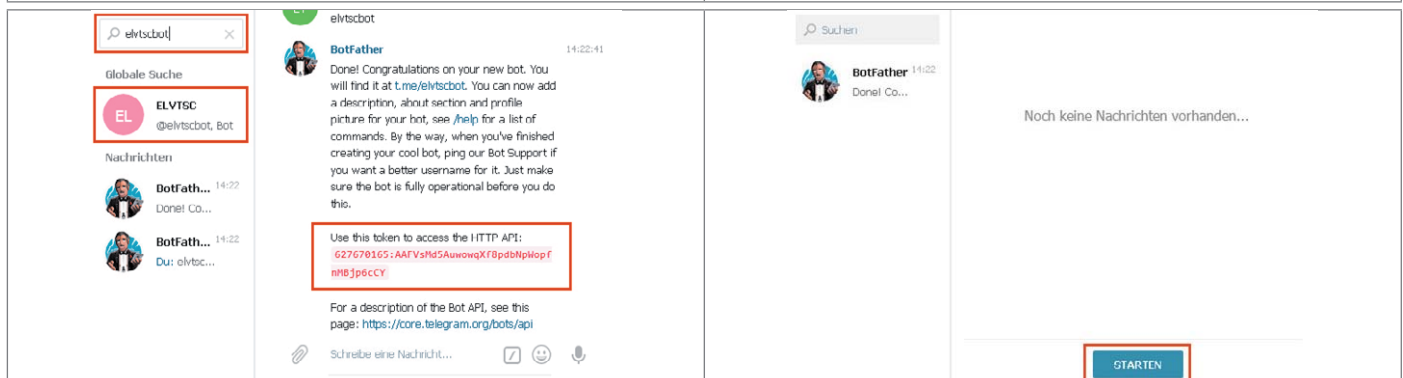 elvtscbot
Globale Suche
EL
ELVTSC
@elvtscbot, Bot
Nachrichten
BotFath... 14:22
Done! Co...
BotFath... 14:22
Du: elvtsc...
elvtscbot
BotFather 14:22:41
Done! Congratulations on your new bot. You
will find it at t.me/elvtscbot. You can now add
a description, about section and profile
picture for your bot, see /help for a list of
commands. By the way, when you've finished
creating your cool bot, ping our Bot Support if
you want a better username for it. Just make
sure the bot is fully operational before you do
this.
Use this token to access the HTTP API:
627670165:AAFVsMd5AuwowqXf8pdbNpWopf
nMBjp6cCY
For a description of the Bot API, see this
page: https://core.telegram.org/bots/api
Schreibe eine Nachricht...
Suchen
BotFather 14:22
Done! Co...
Noch keine Nachrichten vorhanden...
STARTEN